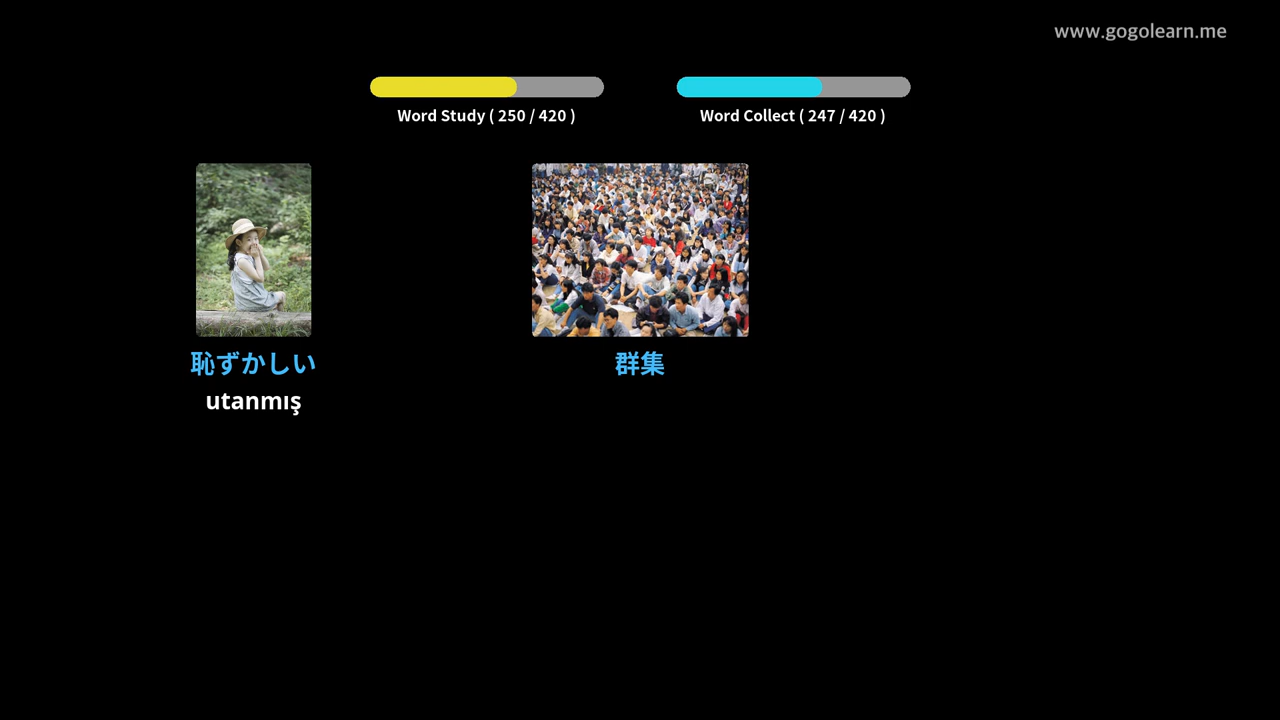 www.gogolearn.me
Word Study ( 250 / 420 )
Word Collect ( 247 / 420 )
恥ずかしい
utanmış
群集